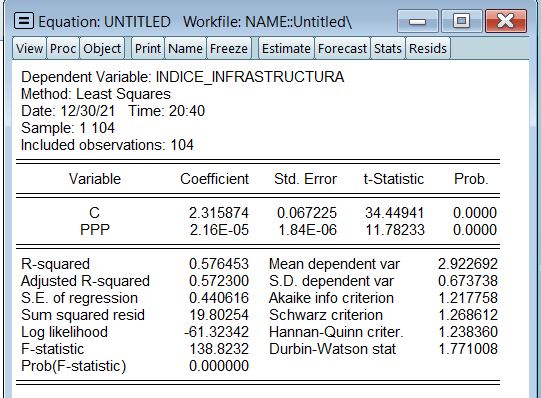 Equation: UNTITLED Workfile: NAME::Untitled\
View Proc Object Print Name Freeze Estimate Forecast Stats Resids
Dependent Variable: INDICE_INFRASTRUCTURA
Method: Least Squares
Date: 12/30/21 Time: 20:40
Sample: 1 104
Included observations: 104
Variable Coefficient Std. Error t-Statistic Prob.
C 2.315874 0.067225 34.44941 0.0000
PPP 2.16E-05 1.84E-06 11.78233 0.0000
R-squared 0.576453 Mean dependent var 2.922692
Adjusted R-squared 0.572300 S.D. dependent var 0.673738
S.E. of regression 0.440616 Akaike info criterion 1.217758
Sum squared resid 19.80254 Schwarz criterion 1.268612
Log likelihood -61.32342 Hannan-Quinn criter. 1.238360
F-statistic 138.8232 Durbin-Watson stat 1.771008
Prob(F-statistic) 0.000000